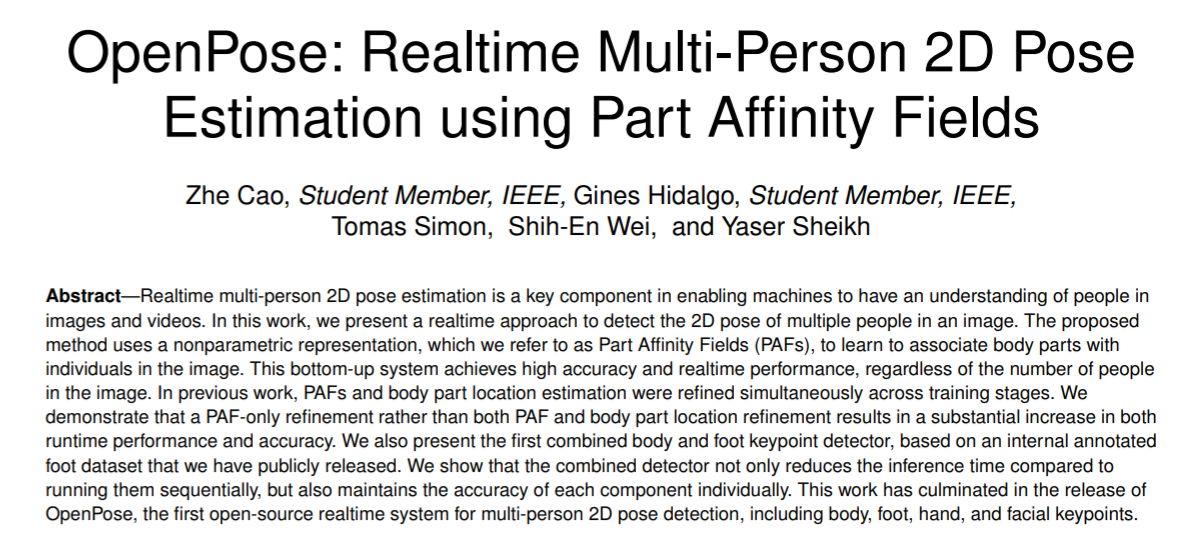 OpenPose: Realtime Multi-Person 2D Pose
Estimation using Part Affinity Fields
Zhe Cao, Student Member, IEEE, Gines Hidalgo, Student Member, IEEE,
Tomas Simon, Shih-En Wei, and Yaser Sheikh
Abstract—Realtime multi-person 2D pose estimation is a key component in enabling machines to have an understanding of people in
images and videos. In this work, we present a realtime approach to detect the 2D pose of multiple people in an image. The proposed
method uses a nonparametric representation, which we refer to as Part Affinity Fields (PAFs), to learn to associate body parts with
individuals in the image. This bottom-up system achieves high accuracy and realtime performance, regardless of the number of people
in the image. In previous work, PAFs and body part location estimation were refined simultaneously across training stages. We
demonstrate that a PAF-only refinement rather than both PAF and body part location refinement results in a substantial increase in both
runtime performance and accuracy. We also present the first combined body and foot keypoint detector, based on an internal annotated
foot dataset that we have publicly released. We show that the combined detector not only reduces the inference time compared to
running them sequentially, but also maintains the accuracy of each component individually. This work has culminated in the release of
OpenPose, the first open-source realtime system for multi-person 2D pose detection, including body, foot, hand, and facial keypoints.